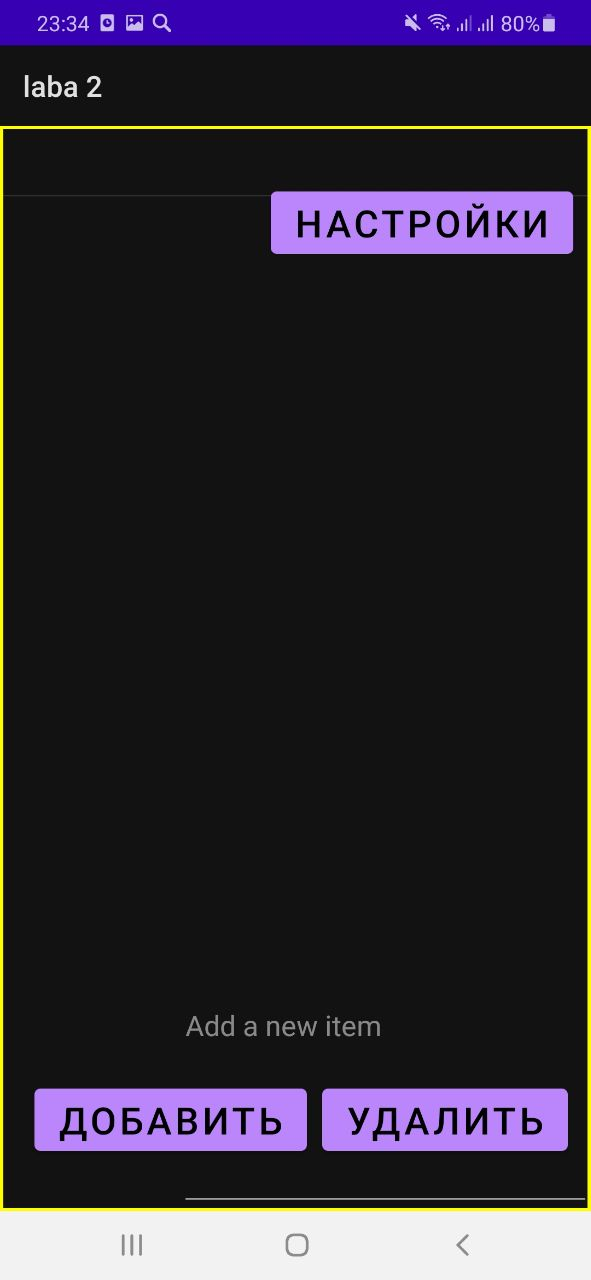 23:34 80%
laba 2
НАСТРОЙКИ
Add a new item
ДОБАВИТЬ УДАЛИТЬ